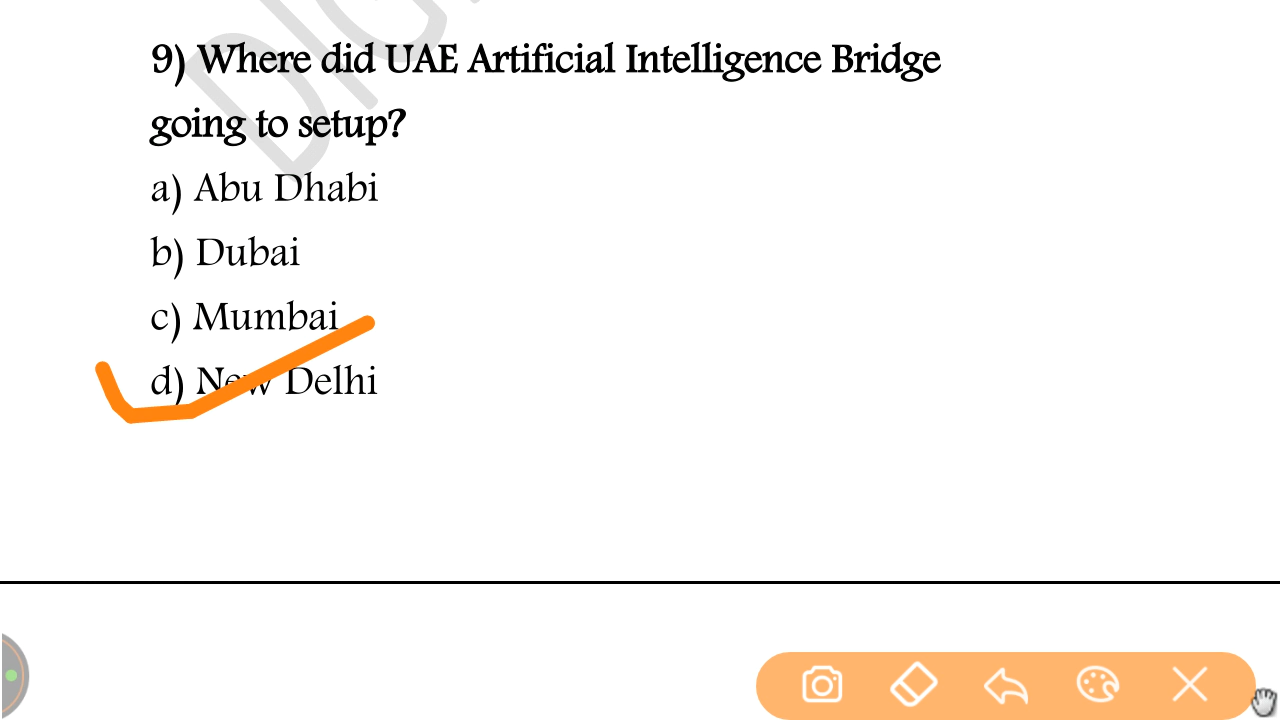 9) Where did UAE Artificial Intelligence Bridge
going to setup?
a) Abu Dhabi
b) Dubai
c) Mumbai
d) New Delhi